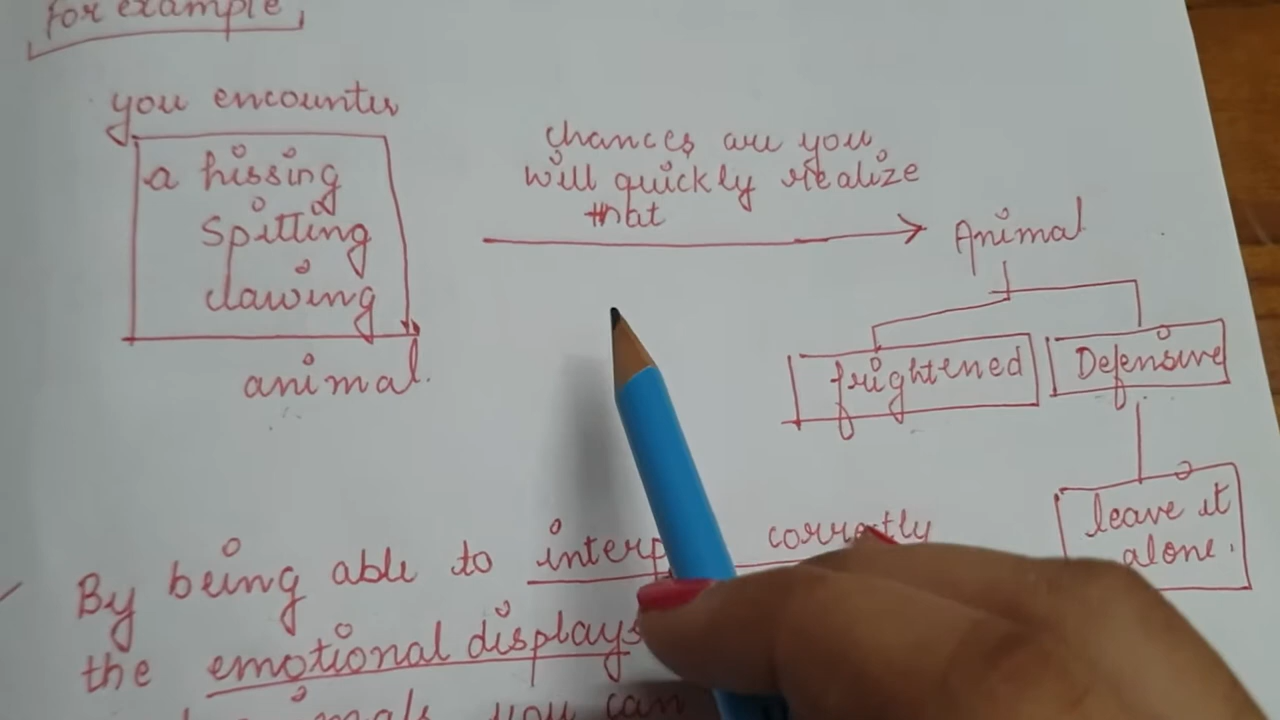 for example,
you encounter
a hissing
spitting
clawing
animal.
chances are you
will quickly realize
that
Animal
frightened
Defensive
leave it
alone.
By being able to correctly
the emotional displays
you can